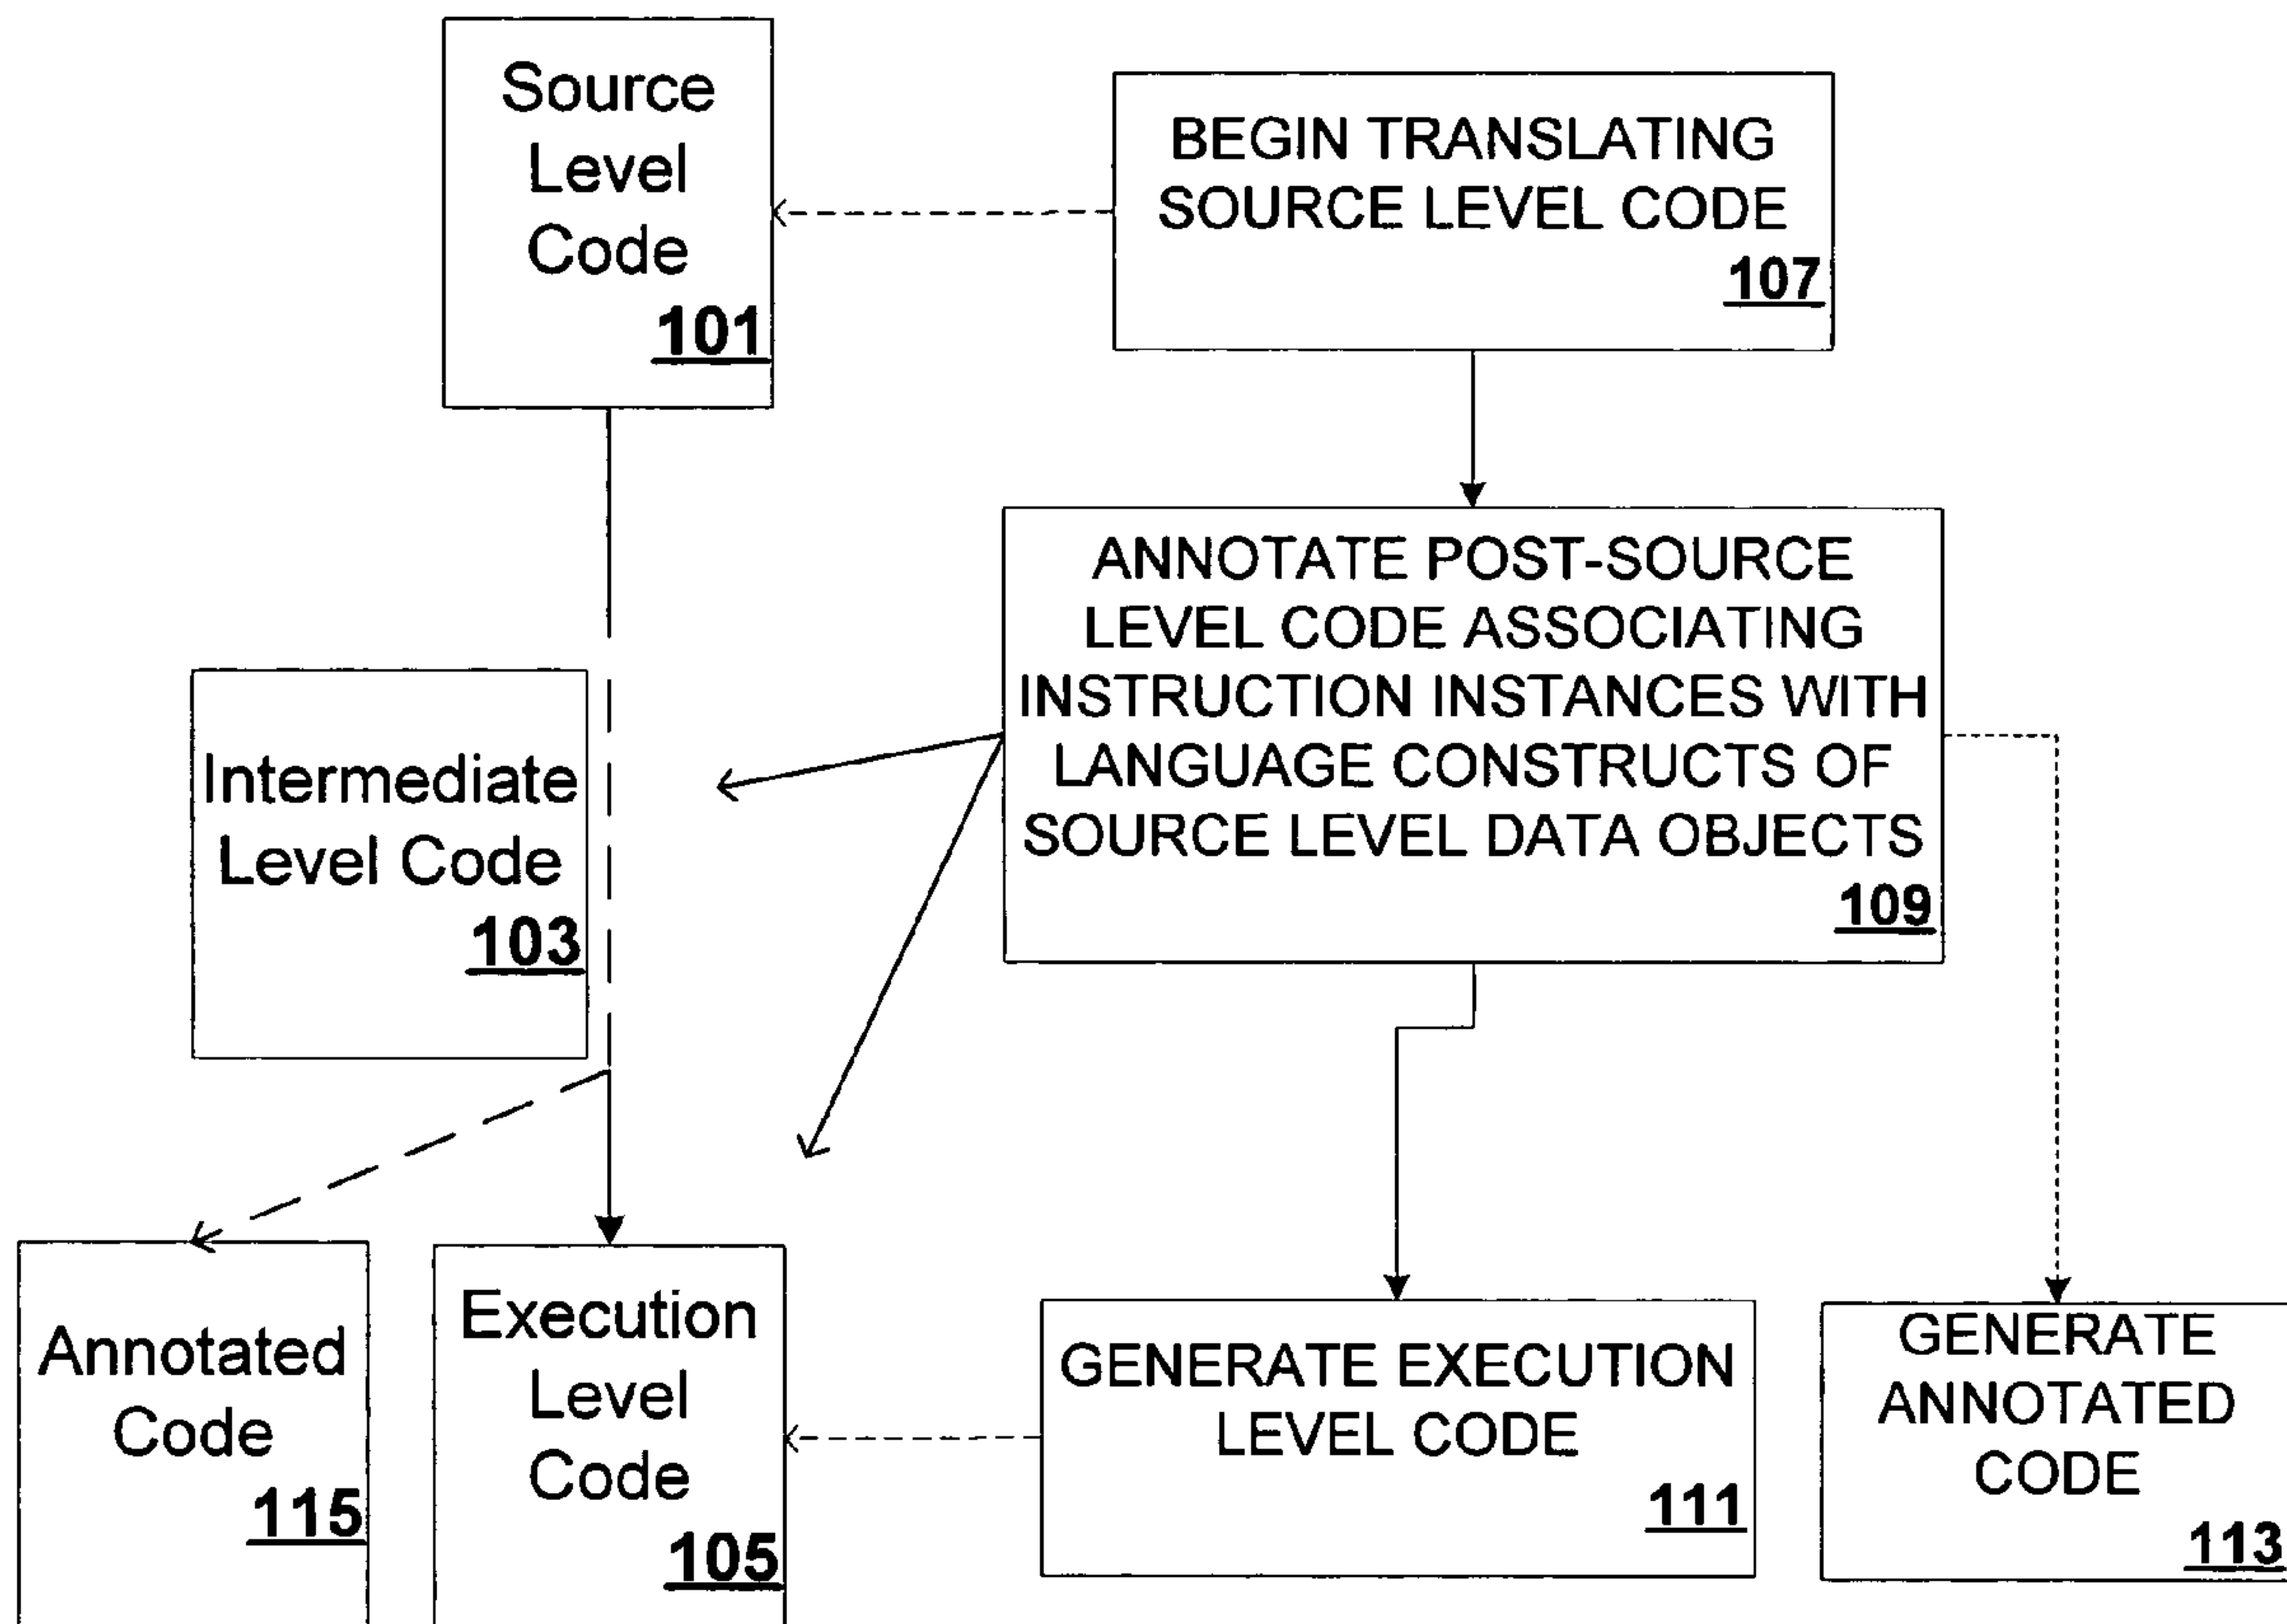 Source
Level
Code
101
BEGIN TRANSLATING
SOURCE LEVEL CODE
107
ANNOTATE POST-SOURCE
LEVEL CODE ASSOCIATING
INSTRUCTION INSTANCES WITH
LANGUAGE CONSTRUCTS OF
SOURCE LEVEL DATA OBJECTS
109
Intermediate
Level Code
103
Annotated
Code
115
Execution
Level
Code
105
GENERATE EXECUTION
LEVEL CODE
111
GENERATE
ANNOTATED
CODE
113